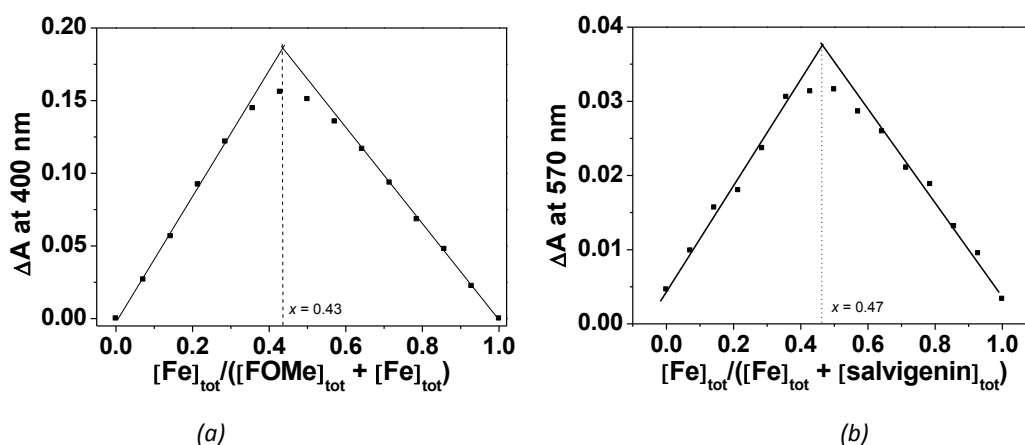 0.20
0.15
0.10
0.05
0.00
ΔA at 400 nm
x = 0.43
0.0 0.2 0.4 0.6 0.8 1.0
[Fe]tot/([FOMe]tot + [Fe]tot)
(a)
0.04
0.03
0.02
0.01
0.00
ΔA at 570 nm
x = 0.47
0.0 0.2 0.4 0.6 0.8 1.0
[Fe]tot/([Fe]tot + [salvigenin]tot)
(b)